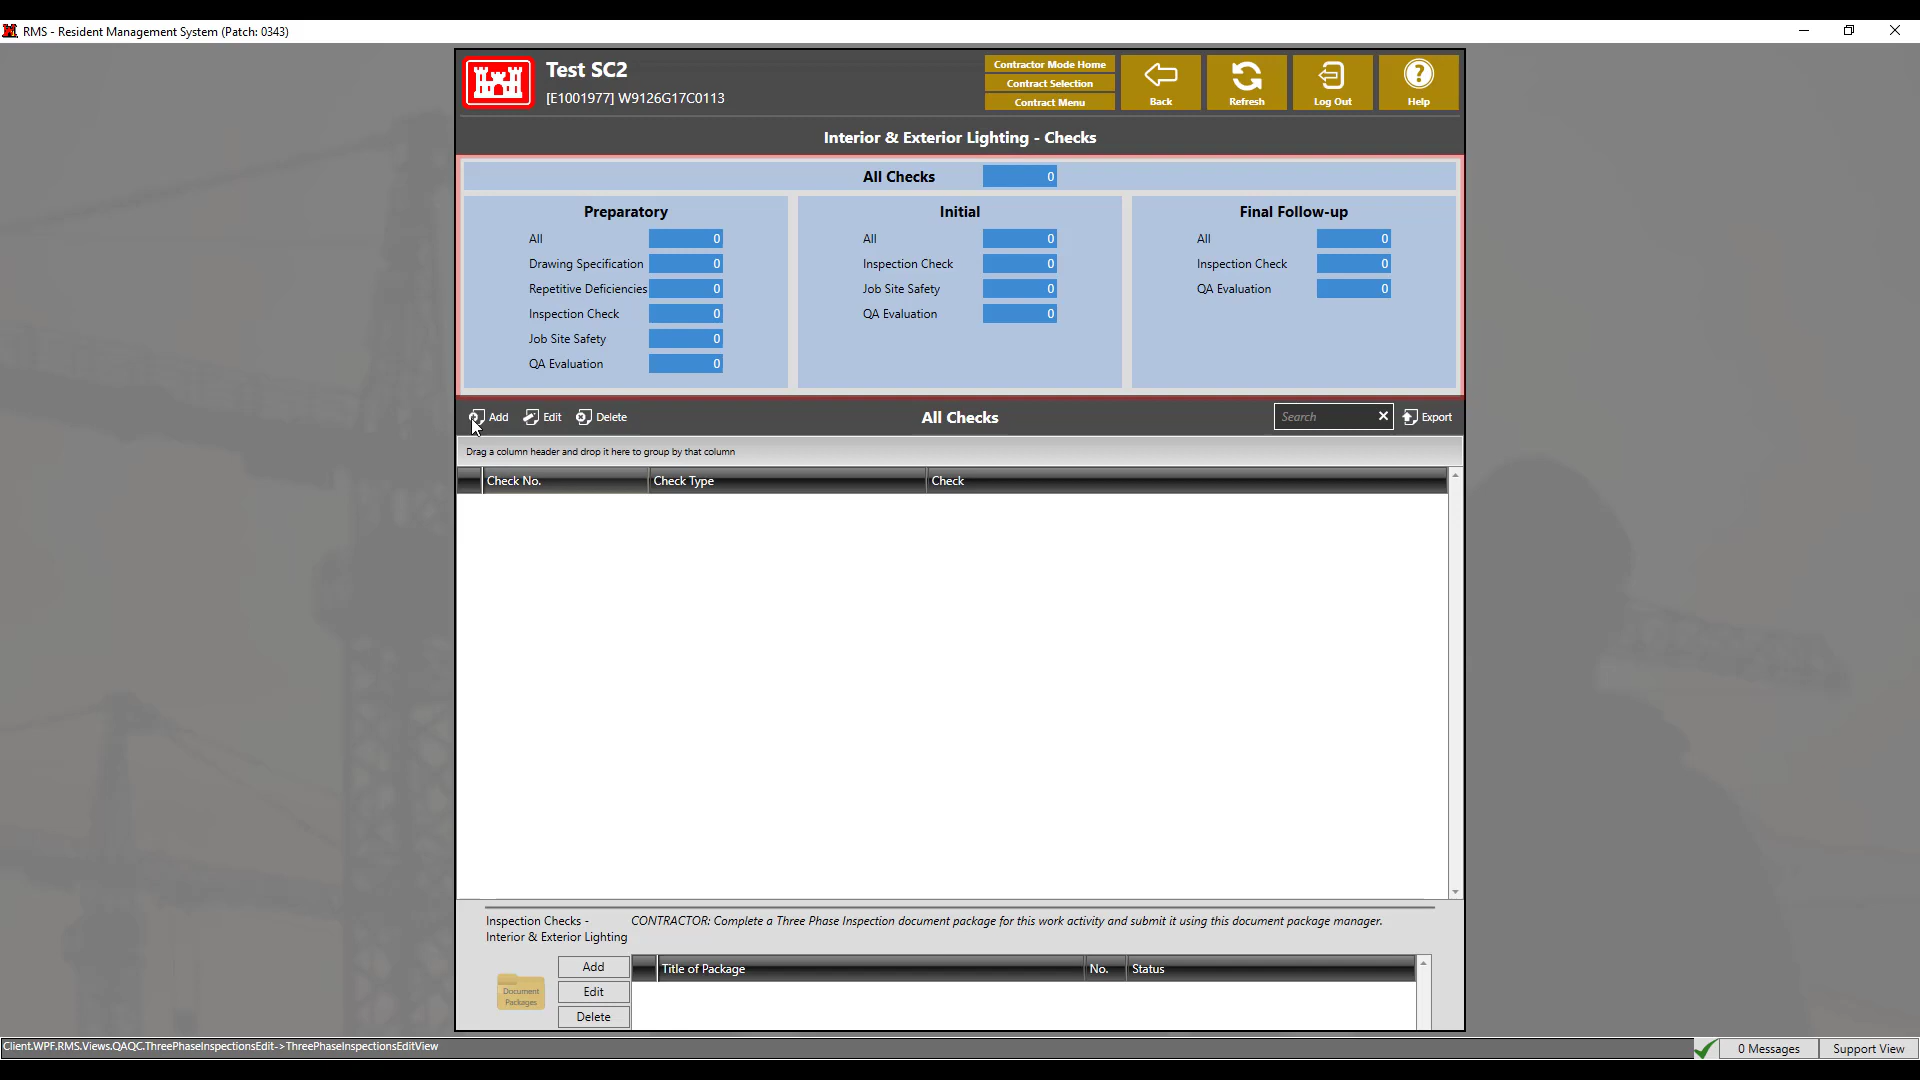 RMS - Resident Management System (Patch: 0343)
Test SC2
[E1001977] W9126G17C0113
Contractor Mode Home
Contract Selection
Contract Menu
Back
Refresh
Log Out
Help
Interior & Exterior Lighting - Checks
All Checks 0
Preparatory
All 0
Drawing Specification 0
Repetitive Deficiencies 0
Inspection Check 0
Job Site Safety 0
QA Evaluation 0
Initial
All 0
Inspection Check 0
Job Site Safety 0
QA Evaluation 0
Final Follow-up
All 0
Inspection Check 0
QA Evaluation 0
Add Edit Delete All Checks Search Export
Drag a column header and drop it here to group by that column
Check No. Check Type Check
Inspection Checks -
Interior & Exterior Lighting
CONTRACTOR: Complete a Three Phase Inspection document package for this work activity and submit it using this document package manager.
Document
Packages
Add
Edit
Delete
Title of Package No. Status
Client.WPF.RMS.Views.QAQC.ThreePhaseInspectionsEdit->ThreePhaseInspectionsEditView
0 Messages Support View